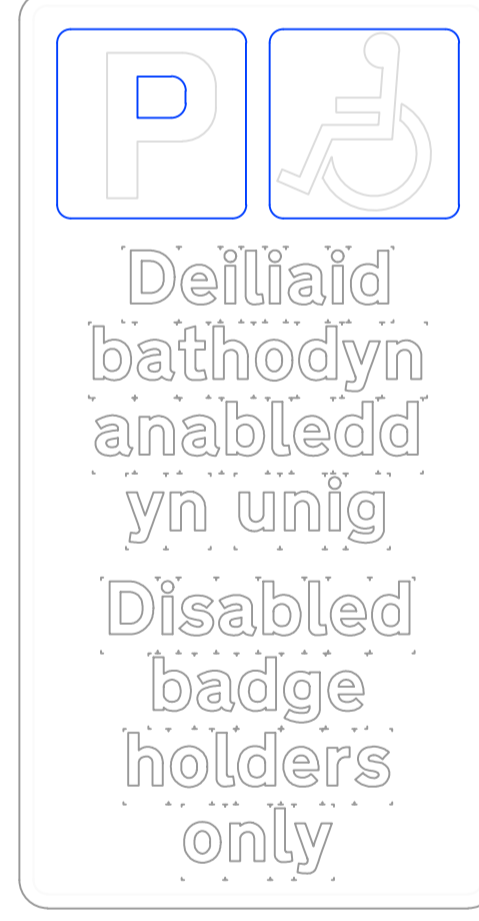 P
Deiliaid
bathodyn
anabledd
yn unig
Disabled
badge
holders
only